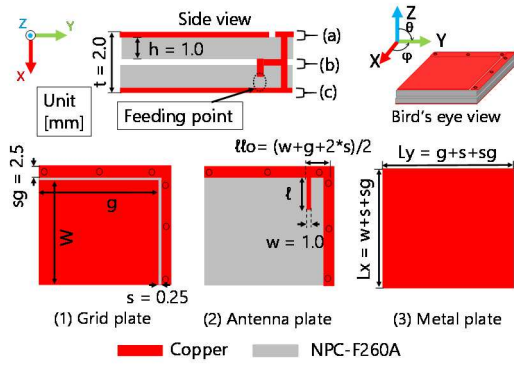 Side view
Z
Y
X
t = 2.0
h = 1.0
(a)
(b)
(c)
Unit
[mm]
Feeding point
Z
θ
Y
X
φ
Bird's eye view
sg = 2.5
g
W
s = 0.25
(1) Grid plate
ℓℓo= (w+g+2*s)/2
ℓ
w = 1.0
(2) Antenna plate
Ly = g+s+sg
Lx = w+s+sg
(3) Metal plate
Copper
NPC-F260A